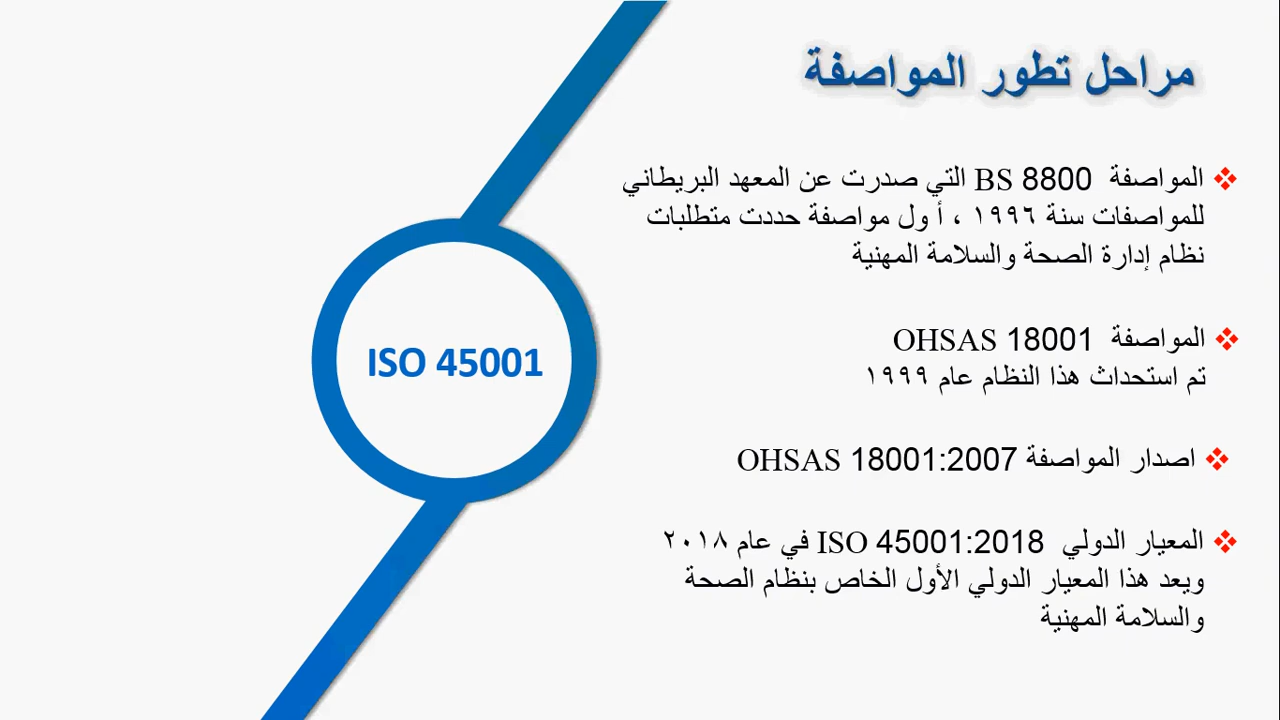 مراحل تطور المواصفة
❖ المواصفة BS 8800 التي صدرت عن المعهد البريطاني
للمواصفات سنة ١٩٩٦ ، أ ول مواصفة حددت متطلبات
نظام إدارة الصحة والسلامة المهنية
❖ المواصفة OHSAS 18001
تم استحداث هذا النظام عام ١٩٩٩
❖ اصدار المواصفة OHSAS 18001:2007
❖ المعيار الدولي ISO 45001:2018 في عام ٢٠١٨
ويعد هذا المعيار الدولي الأول الخاص بنظام الصحة
والسلامة المهنية
ISO 45001